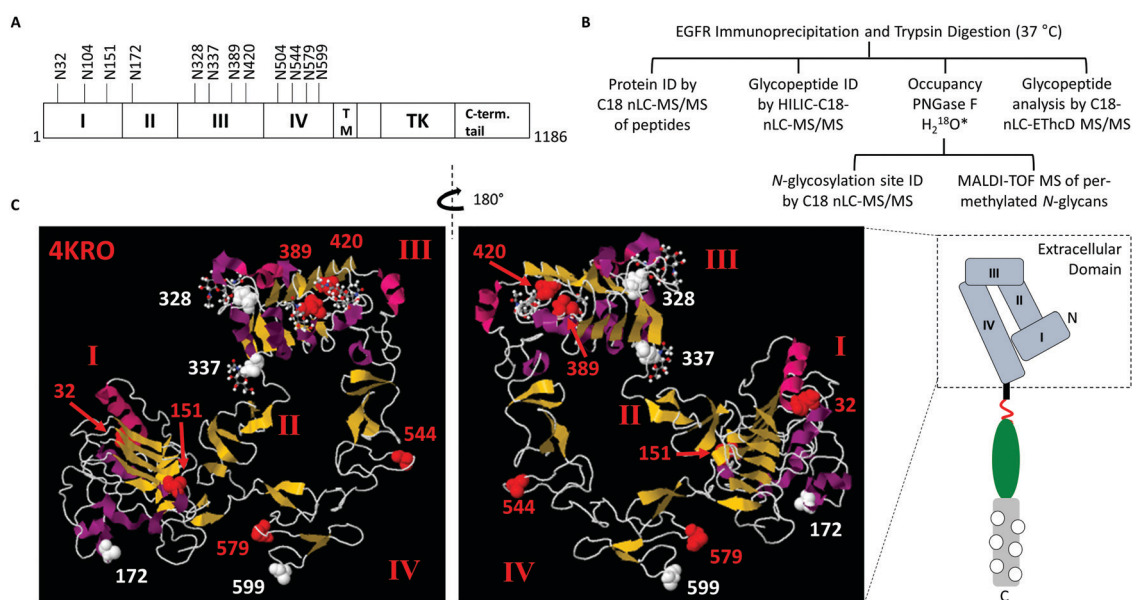 A
N32
N104
N151
N172
N328
N337
N389
N420
N504
N544
N579
N599
I
II
III
IV
T
M
TK
C-term.
tail
1
1186
B
EGFR Immunoprecipitation and Trypsin Digestion (37 °C)
Protein ID by
C18 nLC-MS/MS
of peptides
Glycopeptide ID
by HILIC-C18-
nLC-MS/MS
Occupancy
PNGase F
H₂¹⁸O*
Glycopeptide
analysis by C18-
nLC-EThcD MS/MS
N-glycosylation site ID
by C18 nLC-MS/MS
MALDI-TOF MS of per-
methylated N-glycans
180°
C
4KRO
389
420
III
328
337
I
32
151
II
544
579
IV
172
599
420
III
328
389
337
I
II
32
151
544
172
579
IV
599
Extracellular
Domain
III
II
IV
N
I
C